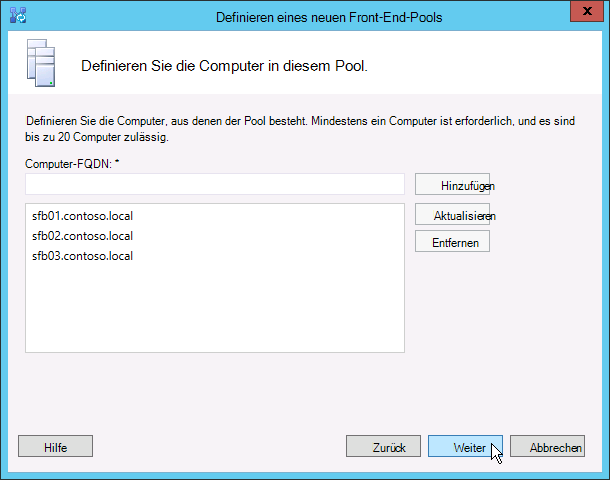 Definieren eines neuen Front-End-Pools
x
Definieren Sie die Computer in diesem Pool.
Definieren Sie die Computer, aus denen der Pool besteht. Mindestens ein Computer ist erforderlich, und es sind
bis zu 20 Computer zulässig.
Computer-FQDN: *
Hinzufügen
sfb01.contoso.local
Aktualisieren
sfb02.contoso.local
Entfernen
sfb03.contoso.local
Hilfe
Zurück
Weiter
Abbrechen